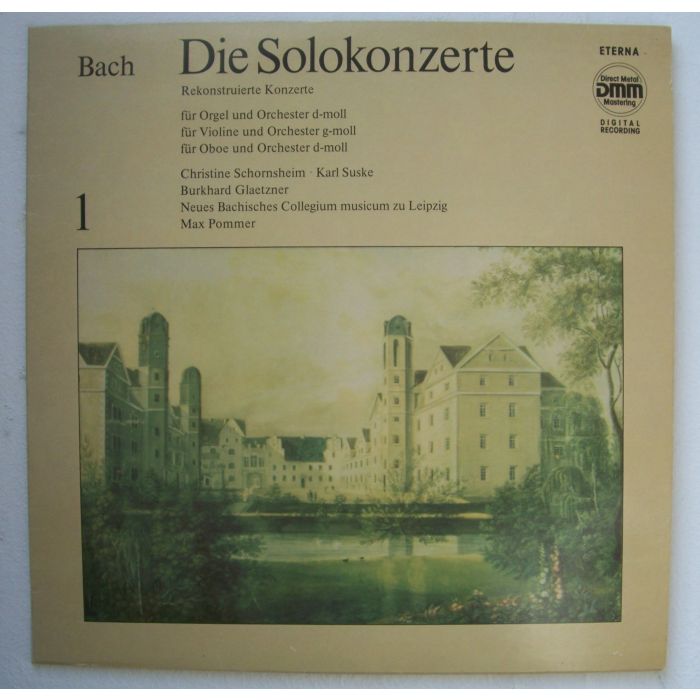 Bach
Die Solokonzerte
Rekonstruierte Konzerte
für Orgel und Orchester d-moll
für Violine und Orchester g-moll
für Oboe und Orchester d-moll
Christine Schornsheim · Karl Suske
Burkhard Glaetzner
Neues Bachisches Collegium musicum zu Leipzig
Max Pommer
1
ETERNA
Direct Metal
DMM
Mastering
DIGITAL
RECORDING